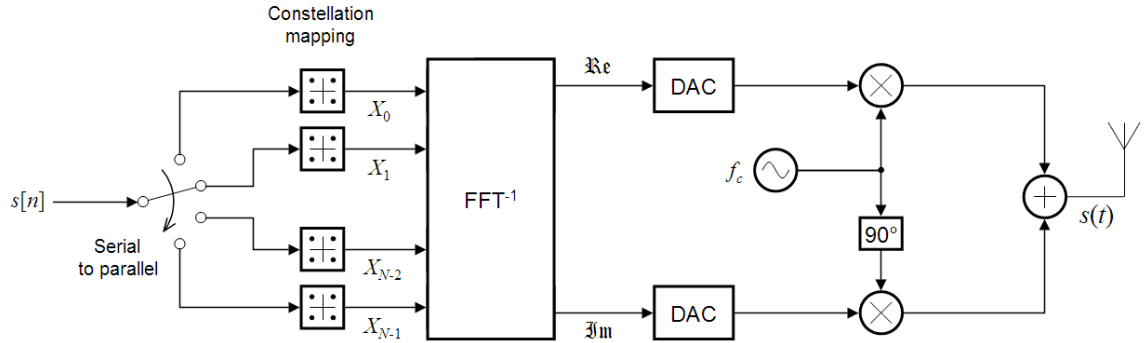 Constellation
mapping
ℜe
DAC
X₀
X₁
s[n]
FFT⁻¹
f_c
s(t)
90°
Serial
to parallel
X_{N-2}
X_{N-1}
ℑm
DAC